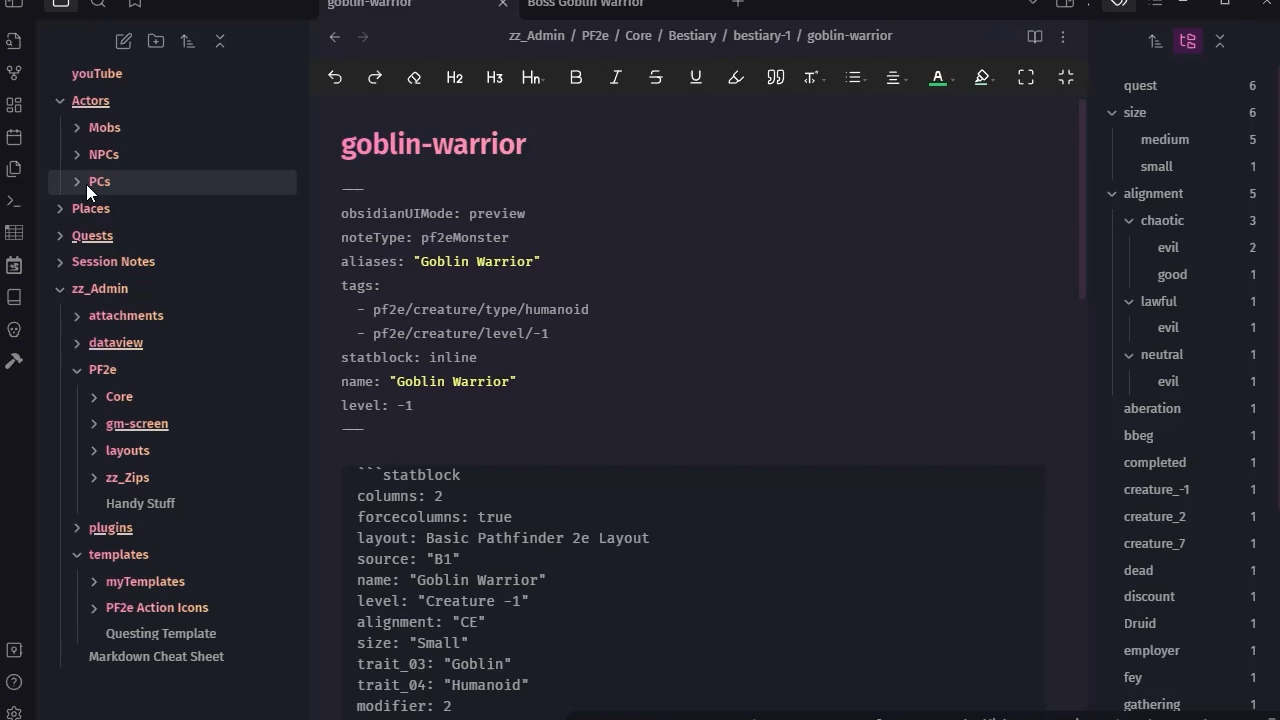 goblin-warrior
Boss Goblin Warrior
zz_Admin / PF2e / Core / Bestiary / bestiary-1 / goblin-warrior
H2 H3 Hn B I S U A
youTube
Actors
Mobs
NPCs
PCs
Places
Quests
Session Notes
zz_Admin
attachments
dataview
PF2e
Core
gm-screen
layouts
zz_Zips
Handy Stuff
plugins
templates
myTemplates
PF2e Action Icons
Questing Template
Markdown Cheat Sheet
goblin-warrior
---
obsidianUIMode: preview
noteType: pf2eMonster
aliases: "Goblin Warrior"
tags:
- pf2e/creature/type/humanoid
- pf2e/creature/level/-1
statblock: inline
name: "Goblin Warrior"
level: -1
---
```statblock
columns: 2
forcecolumns: true
layout: Basic Pathfinder 2e Layout
source: "B1"
name: "Goblin Warrior"
level: "Creature -1"
alignment: "CE"
size: "Small"
trait_03: "Goblin"
trait_04: "Humanoid"
modifier: 2
quest 6
size 6
medium 5
small 1
alignment 5
chaotic 3
evil 2
good 1
lawful 1
evil 1
neutral 1
evil 1
aberation 1
bbeg 1
completed 1
creature_-1 1
creature_2 1
creature_7 1
dead 1
discount 1
Druid 1
employer 1
fey 1
gathering 1